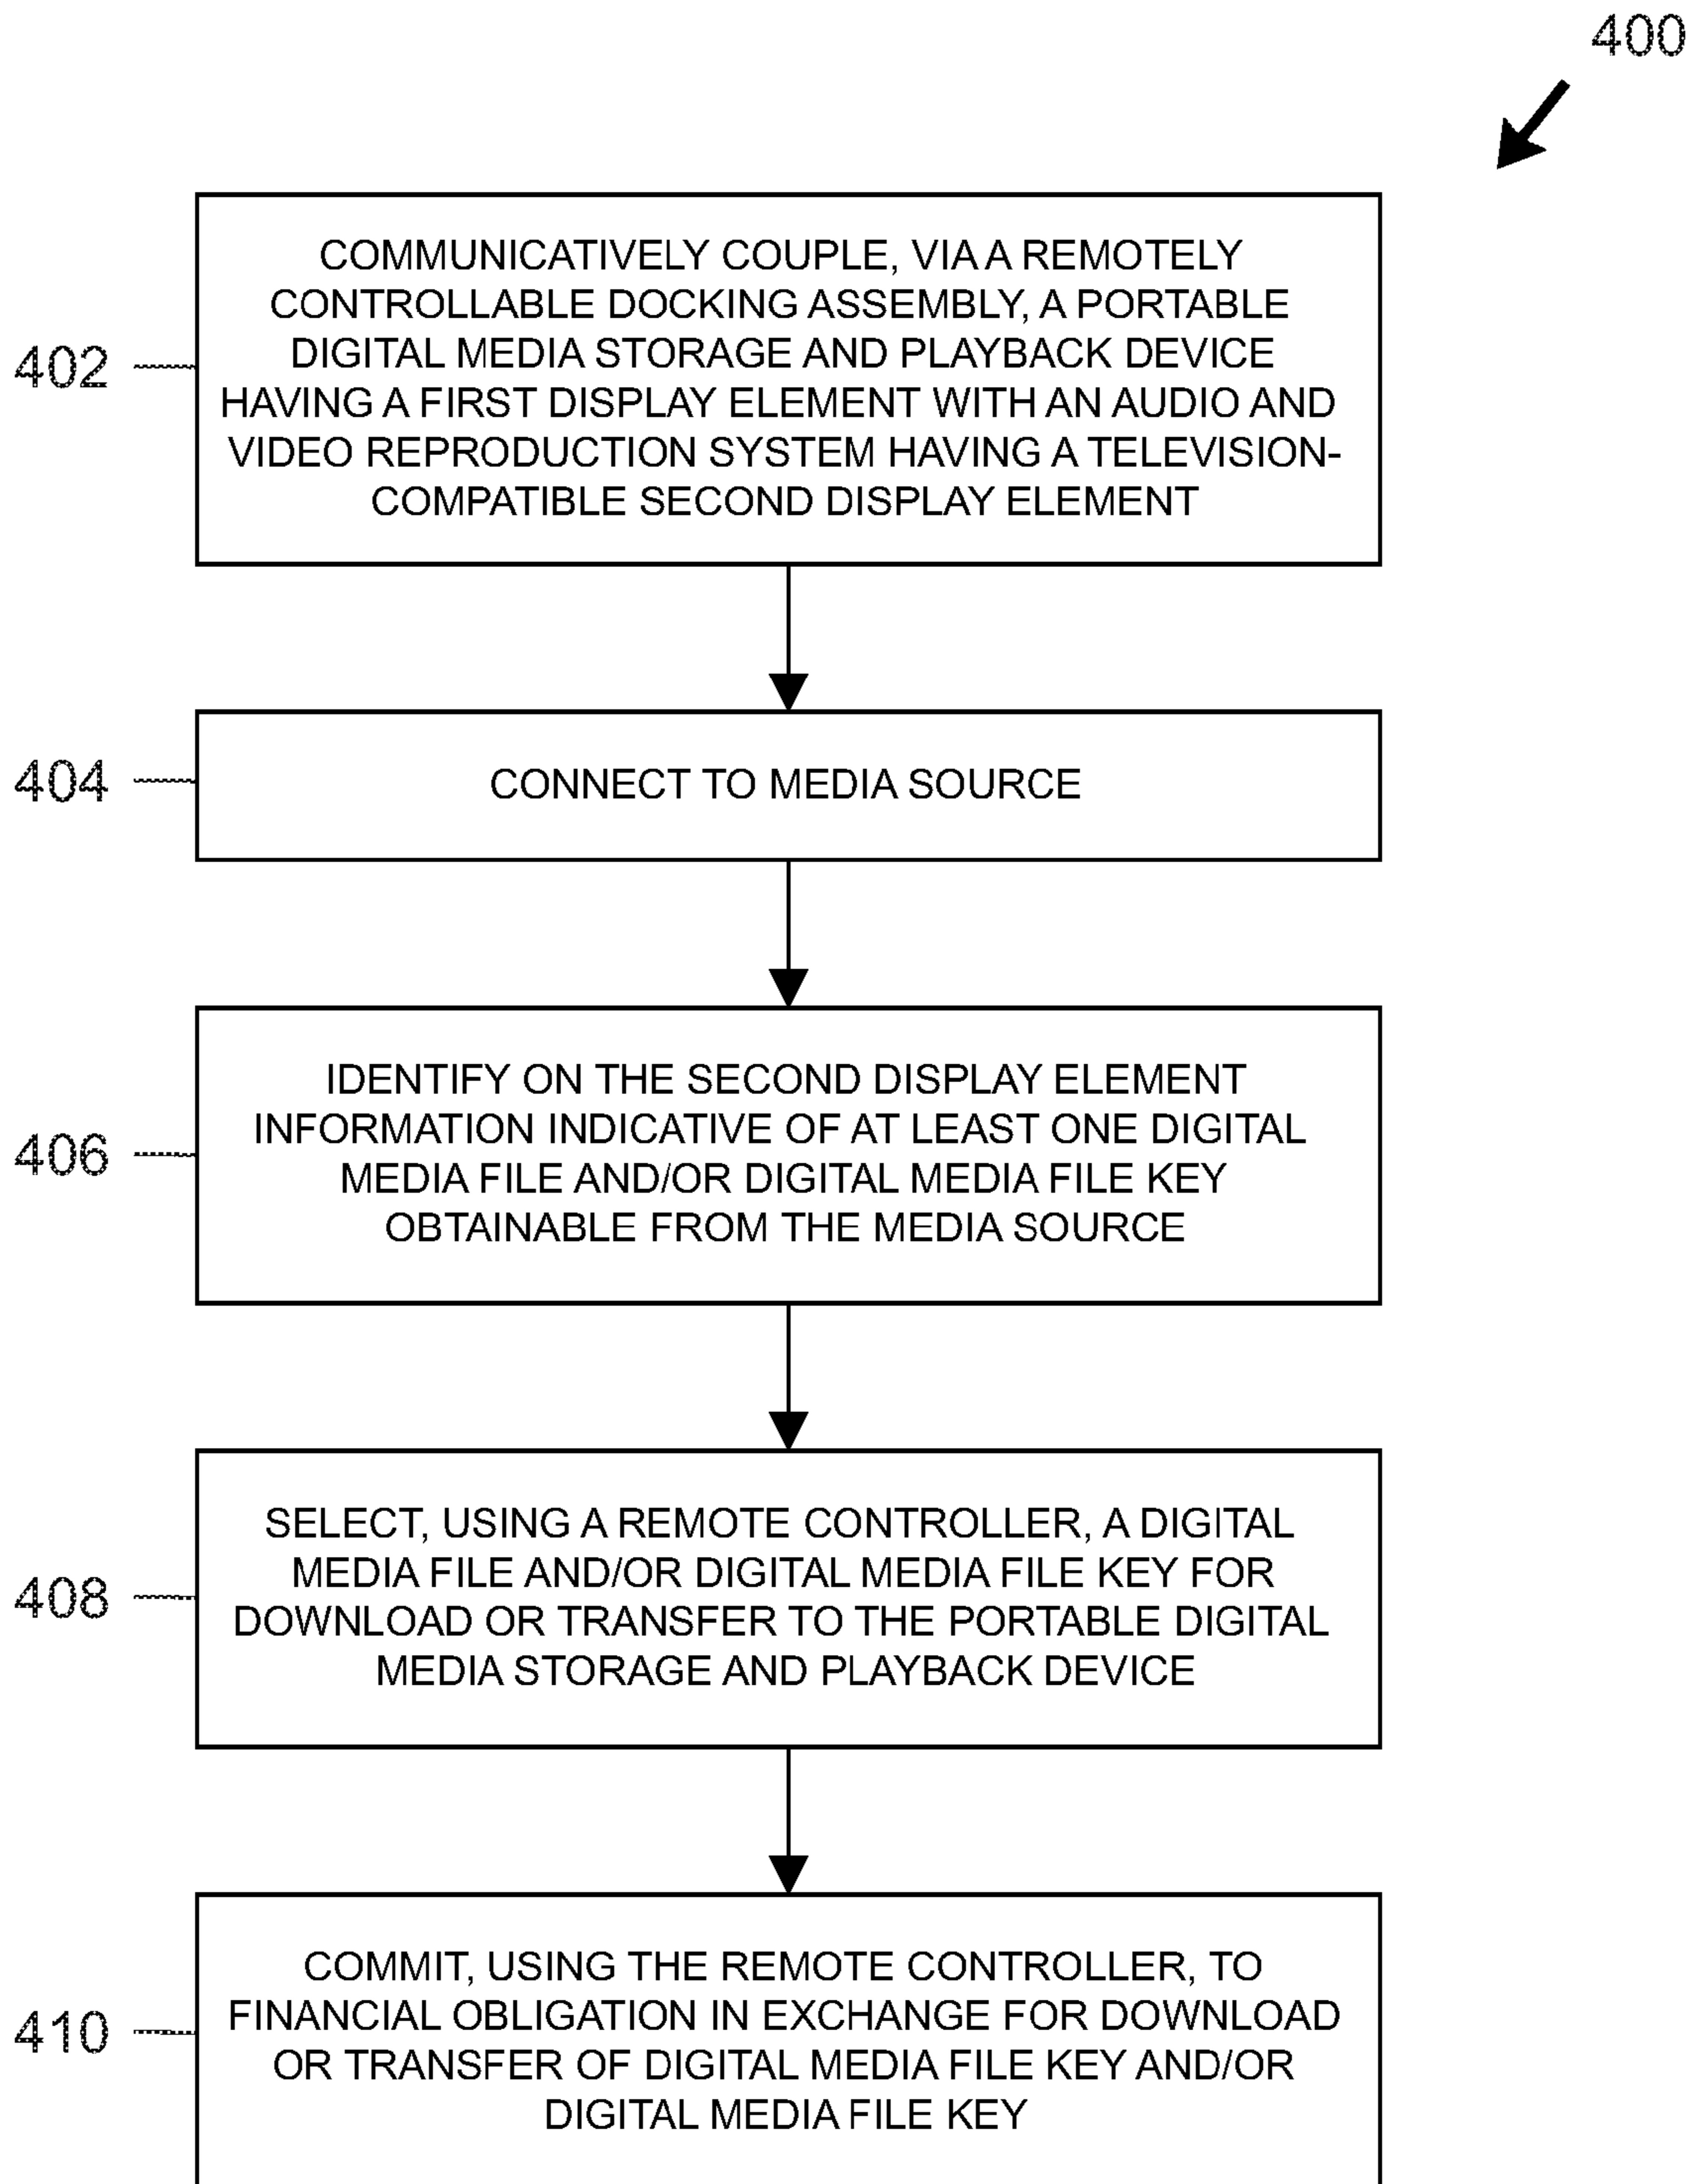 400
402
COMMUNICATIVELY COUPLE, VIA A REMOTELY
CONTROLLABLE DOCKING ASSEMBLY, A PORTABLE
DIGITAL MEDIA STORAGE AND PLAYBACK DEVICE
HAVING A FIRST DISPLAY ELEMENT WITH AN AUDIO AND
VIDEO REPRODUCTION SYSTEM HAVING A TELEVISION-
COMPATIBLE SECOND DISPLAY ELEMENT
404
CONNECT TO MEDIA SOURCE
406
IDENTIFY ON THE SECOND DISPLAY ELEMENT
INFORMATION INDICATIVE OF AT LEAST ONE DIGITAL
MEDIA FILE AND/OR DIGITAL MEDIA FILE KEY
OBTAINABLE FROM THE MEDIA SOURCE
408
SELECT, USING A REMOTE CONTROLLER, A DIGITAL
MEDIA FILE AND/OR DIGITAL MEDIA FILE KEY FOR
DOWNLOAD OR TRANSFER TO THE PORTABLE DIGITAL
MEDIA STORAGE AND PLAYBACK DEVICE
410
COMMIT, USING THE REMOTE CONTROLLER, TO
FINANCIAL OBLIGATION IN EXCHANGE FOR DOWNLOAD
OR TRANSFER OF DIGITAL MEDIA FILE KEY AND/OR
DIGITAL MEDIA FILE KEY